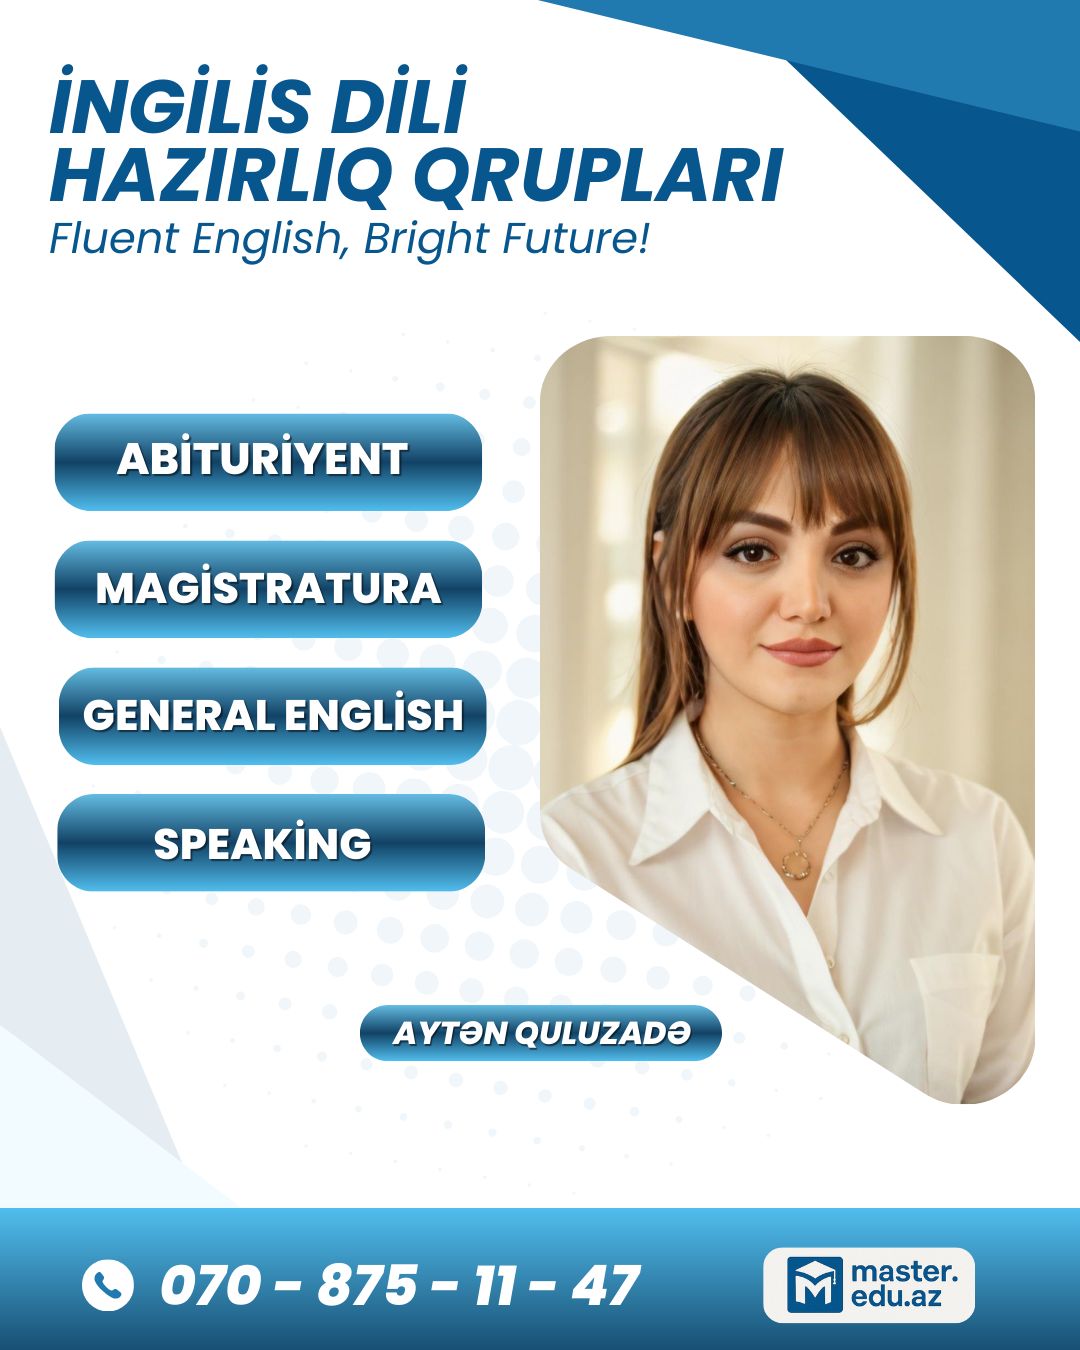 İNGİLİS DİLİ
HAZIRLIQ QRUPLARI
Fluent English, Bright Future!
ABİTURİYENT
MAGİSTRATURA
GENERAL ENGLİSH
SPEAKİNG
AYTƏN QULUZADƏ
070 - 875 - 11 - 47
master.
edu.az